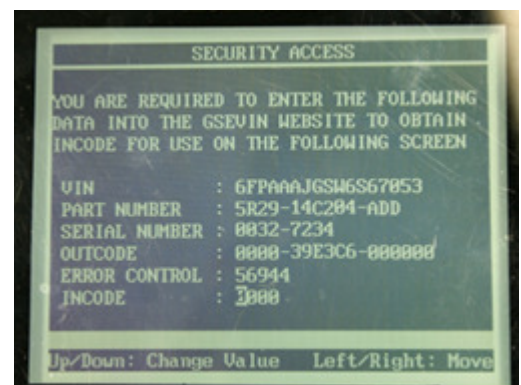 SECURITY ACCESS
YOU ARE REQUIRED TO ENTER THE FOLLOWING
DATA INTO THE GSEVIN WEBSITE TO OBTAIN
INCODE FOR USE ON THE FOLLOWING SCREEN
VIN : 6FPAAAJGSW6S67053
PART NUMBER : 5R29-14C204-ADD
SERIAL NUMBER : 0032-7234
OUTCODE : 0000-39E3C6-000000
ERROR CONTROL : 56944
INCODE : 0000
Up/Down: Change Value Left/Right: Move